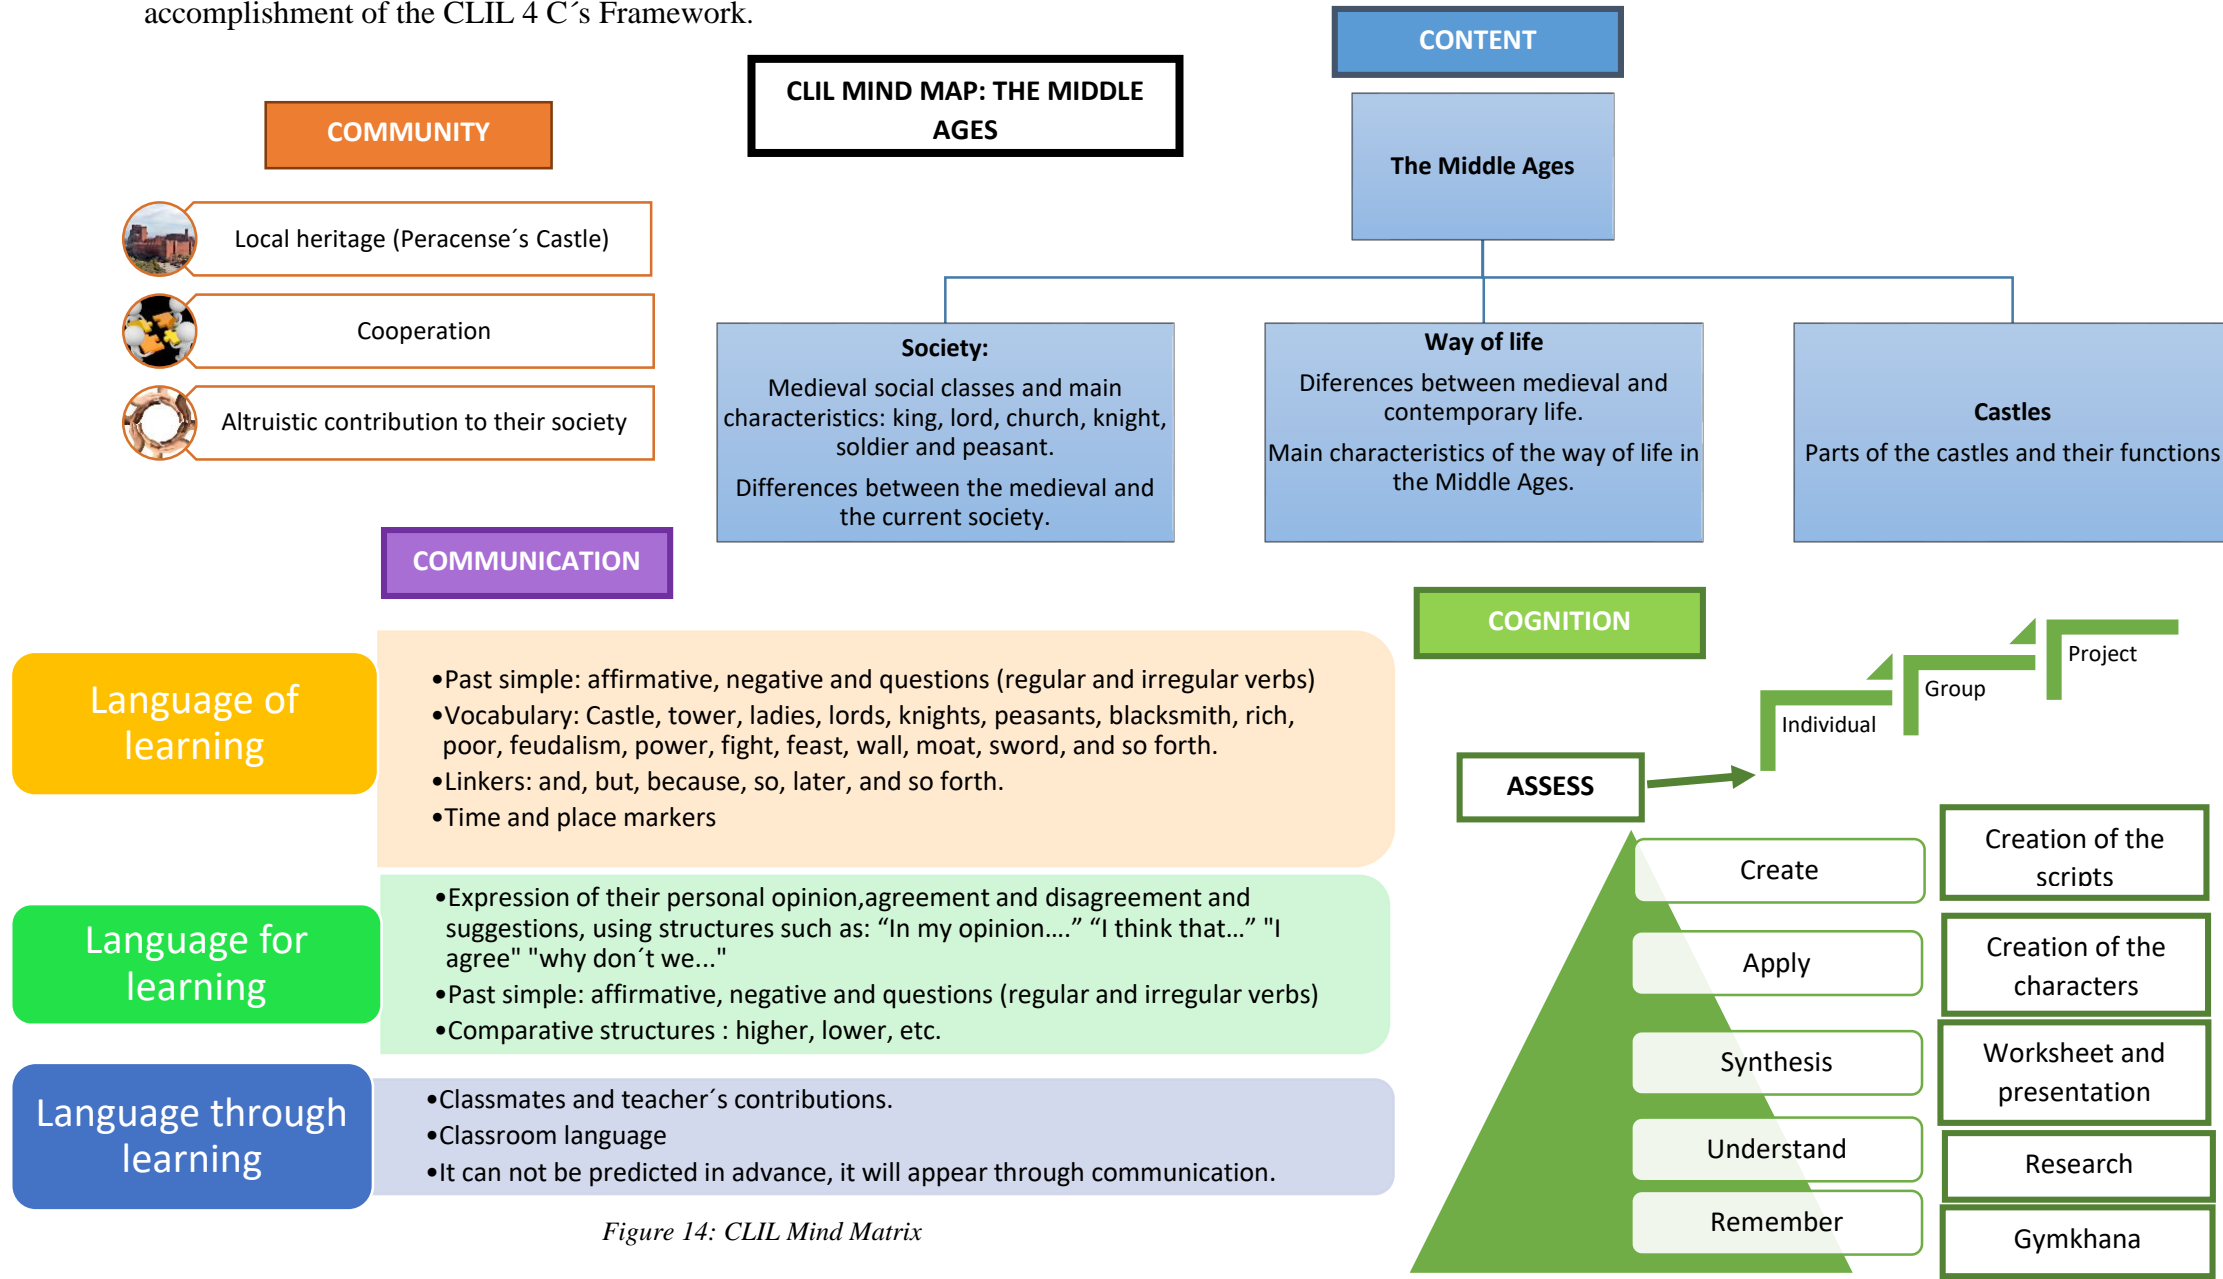 accomplishment of the CLIL 4 C´s Framework.
CLIL MIND MAP: THE MIDDLE
AGES
COMMUNITY
Local heritage (Peracense´s Castle)
Cooperation
Altruistic contribution to their society
CONTENT
The Middle Ages
Society:
Medieval social classes and main
characteristics: king, lord, church, knight,
soldier and peasant.
Differences between the medieval and
the current society.
Way of life
Diferences between medieval and
contemporary life.
Main characteristics of the way of life in
the Middle Ages.
Castles
Parts of the castles and their functions
COMMUNICATION
Language of
learning
•Past simple: affirmative, negative and questions (regular and irregular verbs)
•Vocabulary: Castle, tower, ladies, lords, knights, peasants, blacksmith, rich,
poor, feudalism, power, fight, feast, wall, moat, sword, and so forth.
•Linkers: and, but, because, so, later, and so forth.
•Time and place markers
Language for
learning
•Expression of their personal opinion,agreement and disagreement and
suggestions, using structures such as: “In my opinion....” “I think that...” "I
agree" "why don´t we..."
•Past simple: affirmative, negative and questions (regular and irregular verbs)
•Comparative structures : higher, lower, etc.
Language through
learning
•Classmates and teacher´s contributions.
•Classroom language
•It can not be predicted in advance, it will appear through communication.
COGNITION
Individual
Group
Project
ASSESS
Create
Creation of the
scripts
Apply
Creation of the
characters
Synthesis
Worksheet and
presentation
Understand
Research
Remember
Gymkhana
Figure 14: CLIL Mind Matrix